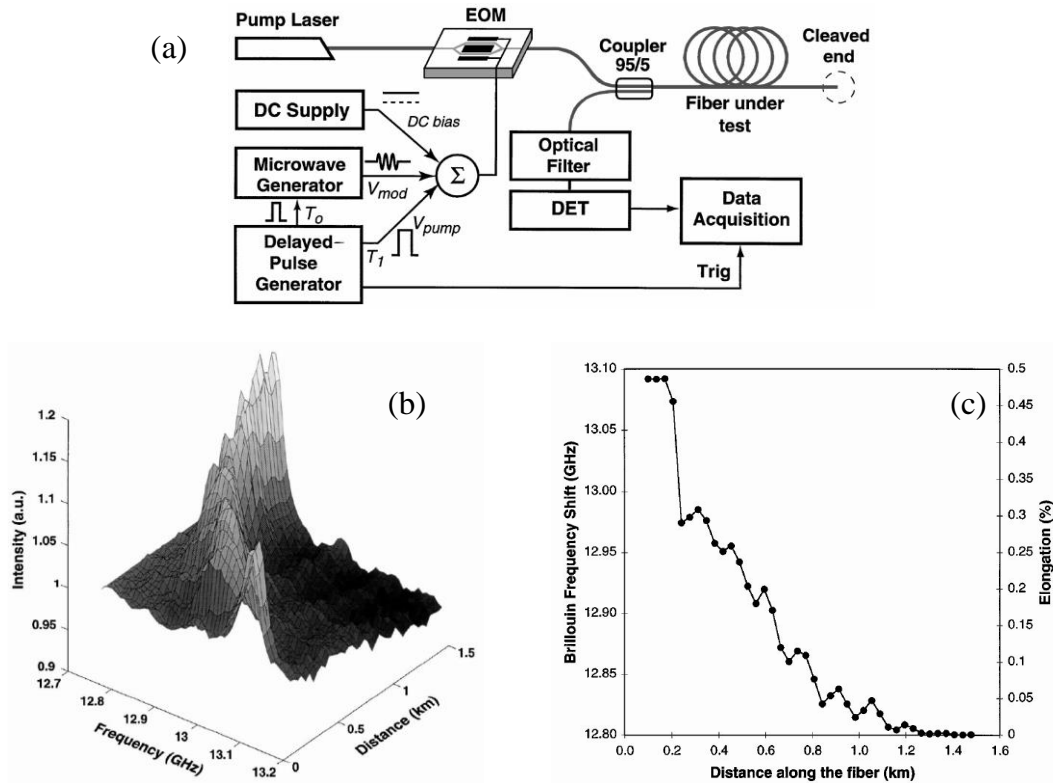 (a)
Pump Laser
EOM
Coupler
95/5
Cleaved
end
Fiber under
test
DC Supply
DC bias
Microwave
Generator
V_mod
Σ
T_o
V_pump
Delayed
Pulse
Generator
T_1
Optical
Filter
DET
Data
Acquisition
Trig
(b)
Intensity (a.u.)
1.2
1.15
1.1
1.05
1
0.95
0.9
12.7
12.8
12.9
13
13.1
13.2
Frequency (GHz)
0
0.5
1
1.5
Distance (km)
(c)
Brillouin Frequency Shift (GHz)
13.10
13.05
13.00
12.95
12.90
12.85
12.80
0.0
0.2
0.4
0.6
0.8
1.0
1.2
1.4
1.6
Distance along the fiber (km)
0.5
0.45
0.4
0.35
0.3
0.25
0.2
0.15
0.1
0.05
0
Elongation (%)